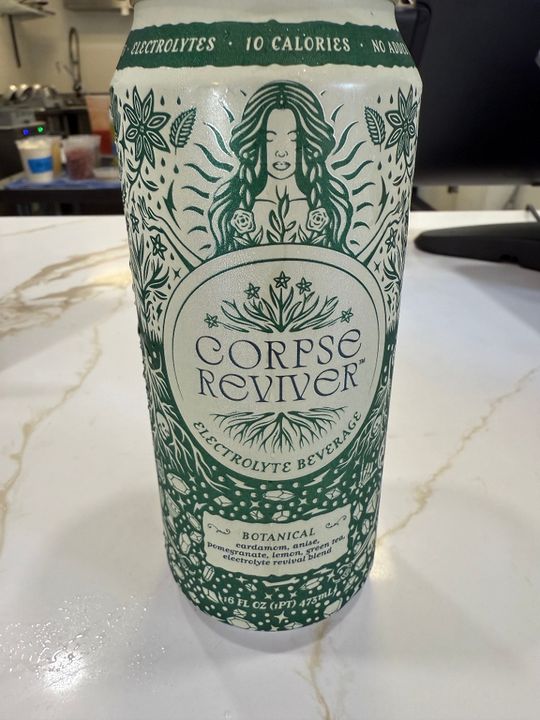 ELECTROLYTES · 10 CALORIES · NO
CORPSE
REVIVER™
ELECTROLYTE BEVERAGE
BOTANICAL
cardamom, anise,
pomegranate, lemon, green tea,
electrolyte revival blend
16 FL OZ (1PT) 473mL